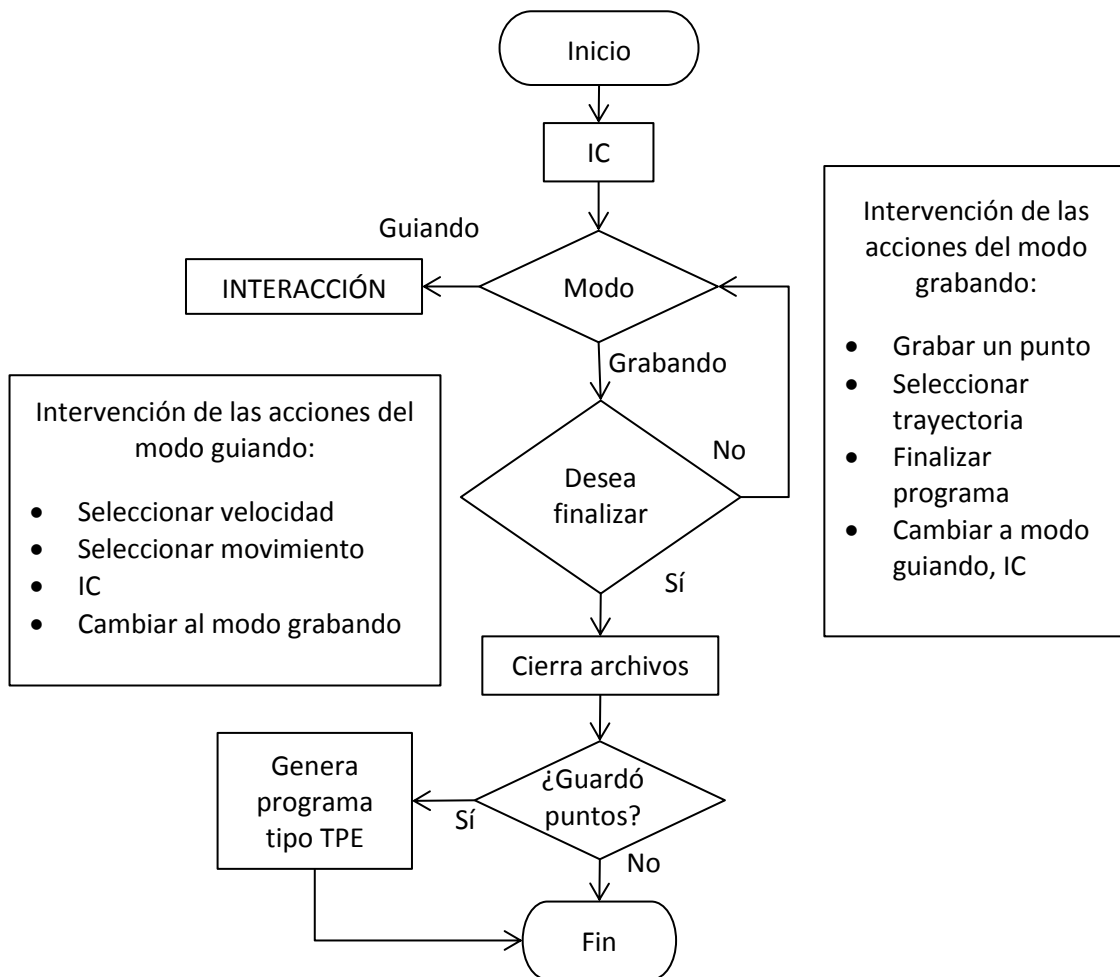 Inicio
IC
Guiando
INTERACCIÓN
Modo
Grabando
Intervención de las
acciones del modo
grabando:
• Grabar un punto
• Seleccionar
trayectoria
• Finalizar
programa
• Cambiar a modo
guiando, IC
Intervención de las acciones del
modo guiando:
• Seleccionar velocidad
• Seleccionar movimiento
• IC
• Cambiar al modo grabando
Desea
finalizar
No
Sí
Cierra archivos
¿Guardó
puntos?
Sí
No
Genera
programa
tipo TPE
Fin